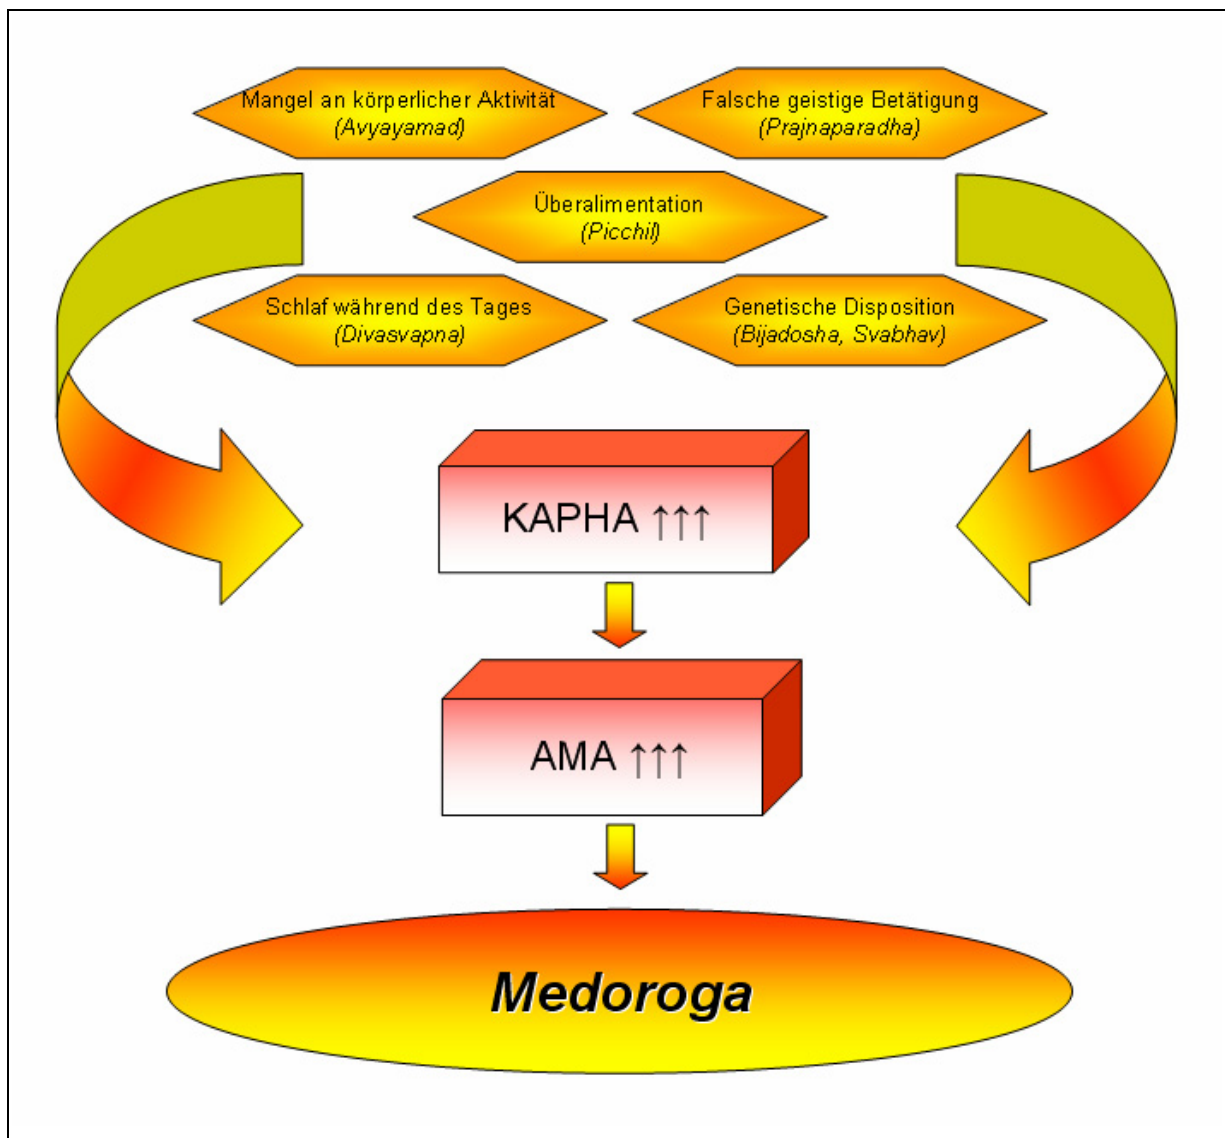 Mangel an körperlicher Aktivität
(Avyayamad)
Falsche geistige Betätigung
(Prajnaparadha)
Überalimentation
(Picchil)
Schlaf während des Tages
(Divasvapna)
Genetische Disposition
(Bijadosha, Svabhav)
KAPHA ↑↑↑
AMA ↑↑↑
Medoroga